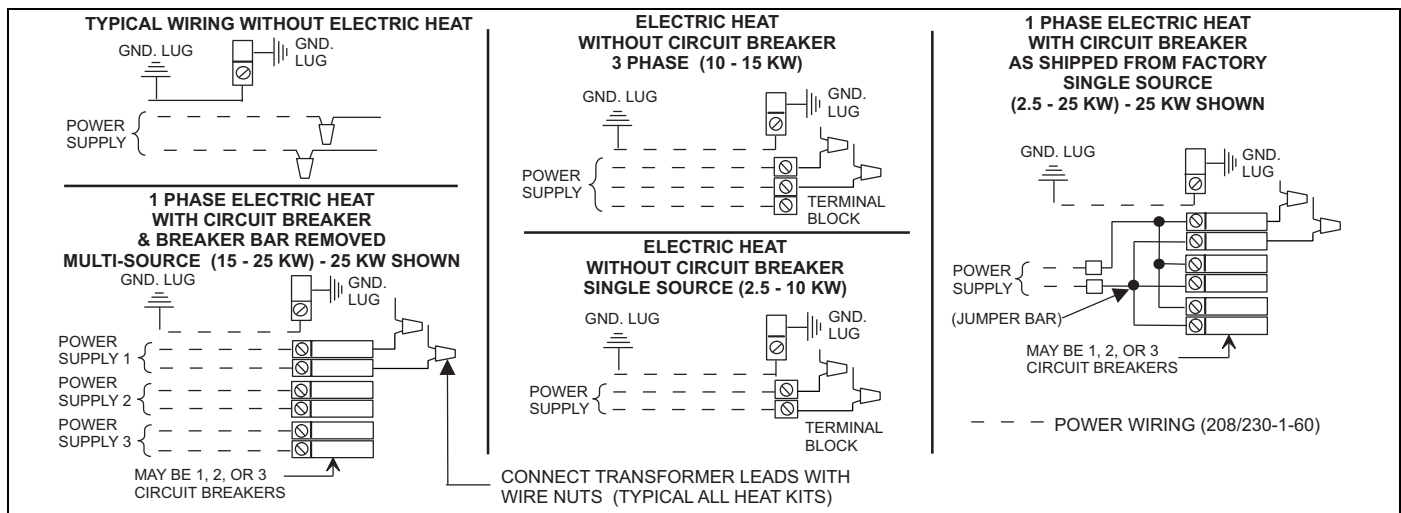 TYPICAL WIRING WITHOUT ELECTRIC HEAT
GND. LUG
GND.
LUG
POWER
SUPPLY
1 PHASE ELECTRIC HEAT
WITH CIRCUIT BREAKER
& BREAKER BAR REMOVED
MULTI-SOURCE (15 - 25 KW) - 25 KW SHOWN
GND. LUG
GND.
LUG
POWER
SUPPLY 1
POWER
SUPPLY 2
POWER
SUPPLY 3
MAY BE 1, 2, OR 3
CIRCUIT BREAKERS
CONNECT TRANSFORMER LEADS WITH
WIRE NUTS (TYPICAL ALL HEAT KITS)
ELECTRIC HEAT
WITHOUT CIRCUIT BREAKER
3 PHASE (10 - 15 KW)
GND. LUG
GND.
LUG
POWER
SUPPLY
TERMINAL
BLOCK
ELECTRIC HEAT
WITHOUT CIRCUIT BREAKER
SINGLE SOURCE (2.5 - 10 KW)
GND. LUG
GND.
LUG
POWER
SUPPLY
TERMINAL
BLOCK
1 PHASE ELECTRIC HEAT
WITH CIRCUIT BREAKER
AS SHIPPED FROM FACTORY
SINGLE SOURCE
(2.5 - 25 KW) - 25 KW SHOWN
GND. LUG
GND.
LUG
POWER
SUPPLY
(JUMPER BAR)
MAY BE 1, 2, OR 3
CIRCUIT BREAKERS
POWER WIRING (208/230-1-60)